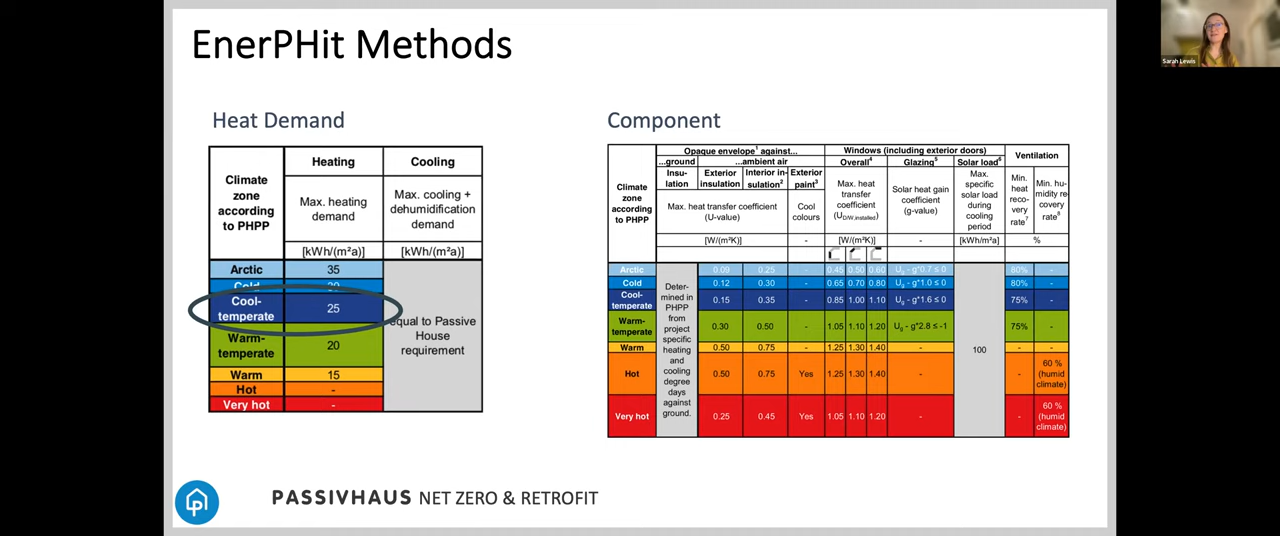 EnerPHit Methods
Sarah Lewis
Heat Demand
Climate
zone
according
to PHPP
Heating
Cooling
Max. heating
demand
Max. cooling +
dehumidification
demand
[kWh/(m²a)]
[kWh/(m²a)]
Arctic
35
Cold
30
Cool-
temperate
25
Warm-
temperate
20
Warm
15
Hot
-
Very hot
-
equal to Passive
House
requirement
Component
Climate
zone
according
to PHPP
Opaque envelope¹ against...
...ground
...ambient air
Insu-
lation
Exterior
insulation
Interior in-
sulation²
Exterior
paint³
Max. heat transfer coefficient
(U-value)
Cool
colours
[W/(m²K)]
-
Windows (including exterior doors)
Overall⁴
Glazing⁵
Solar load⁶
Max. heat
transfer
coefficient
(U_D/W,installed)
Solar heat gain
coefficient
(g-value)
Max.
specific
solar load
during
cooling
period
[W/(m²K)]
-
[kWh/m²a]
Ventilation
Min.
heat
reco-
very
rate⁷
Min. hu-
midity re
covery
rate⁸
%
Deter-
mined in
PHPP
from
project
specific
heating
and
cooling
degree
days
against
ground.
Arctic 0.09 0.25 - 0.45 0.50 0.60 Ug - g*0.7 ≤ 0 80% -
Cold 0.12 0.30 - 0.65 0.70 0.80 Ug - g*1.0 ≤ 0 80% -
Cool-
temperate 0.15 0.35 - 0.85 1.00 1.10 Ug - g*1.6 ≤ 0 75% -
Warm-
temperate 0.30 0.50 - 1.05 1.10 1.20 Ug - g*2.8 ≤ -1 75% -
Warm 0.50 0.75 - 1.25 1.30 1.40 - - -
Hot 0.50 0.75 Yes 1.25 1.30 1.40 - - 60 %
(humid
climate)
Very hot 0.25 0.45 Yes 1.05 1.10 1.20 - - 60 %
(humid
climate)
100
PASSIVHAUS NET ZERO & RETROFIT